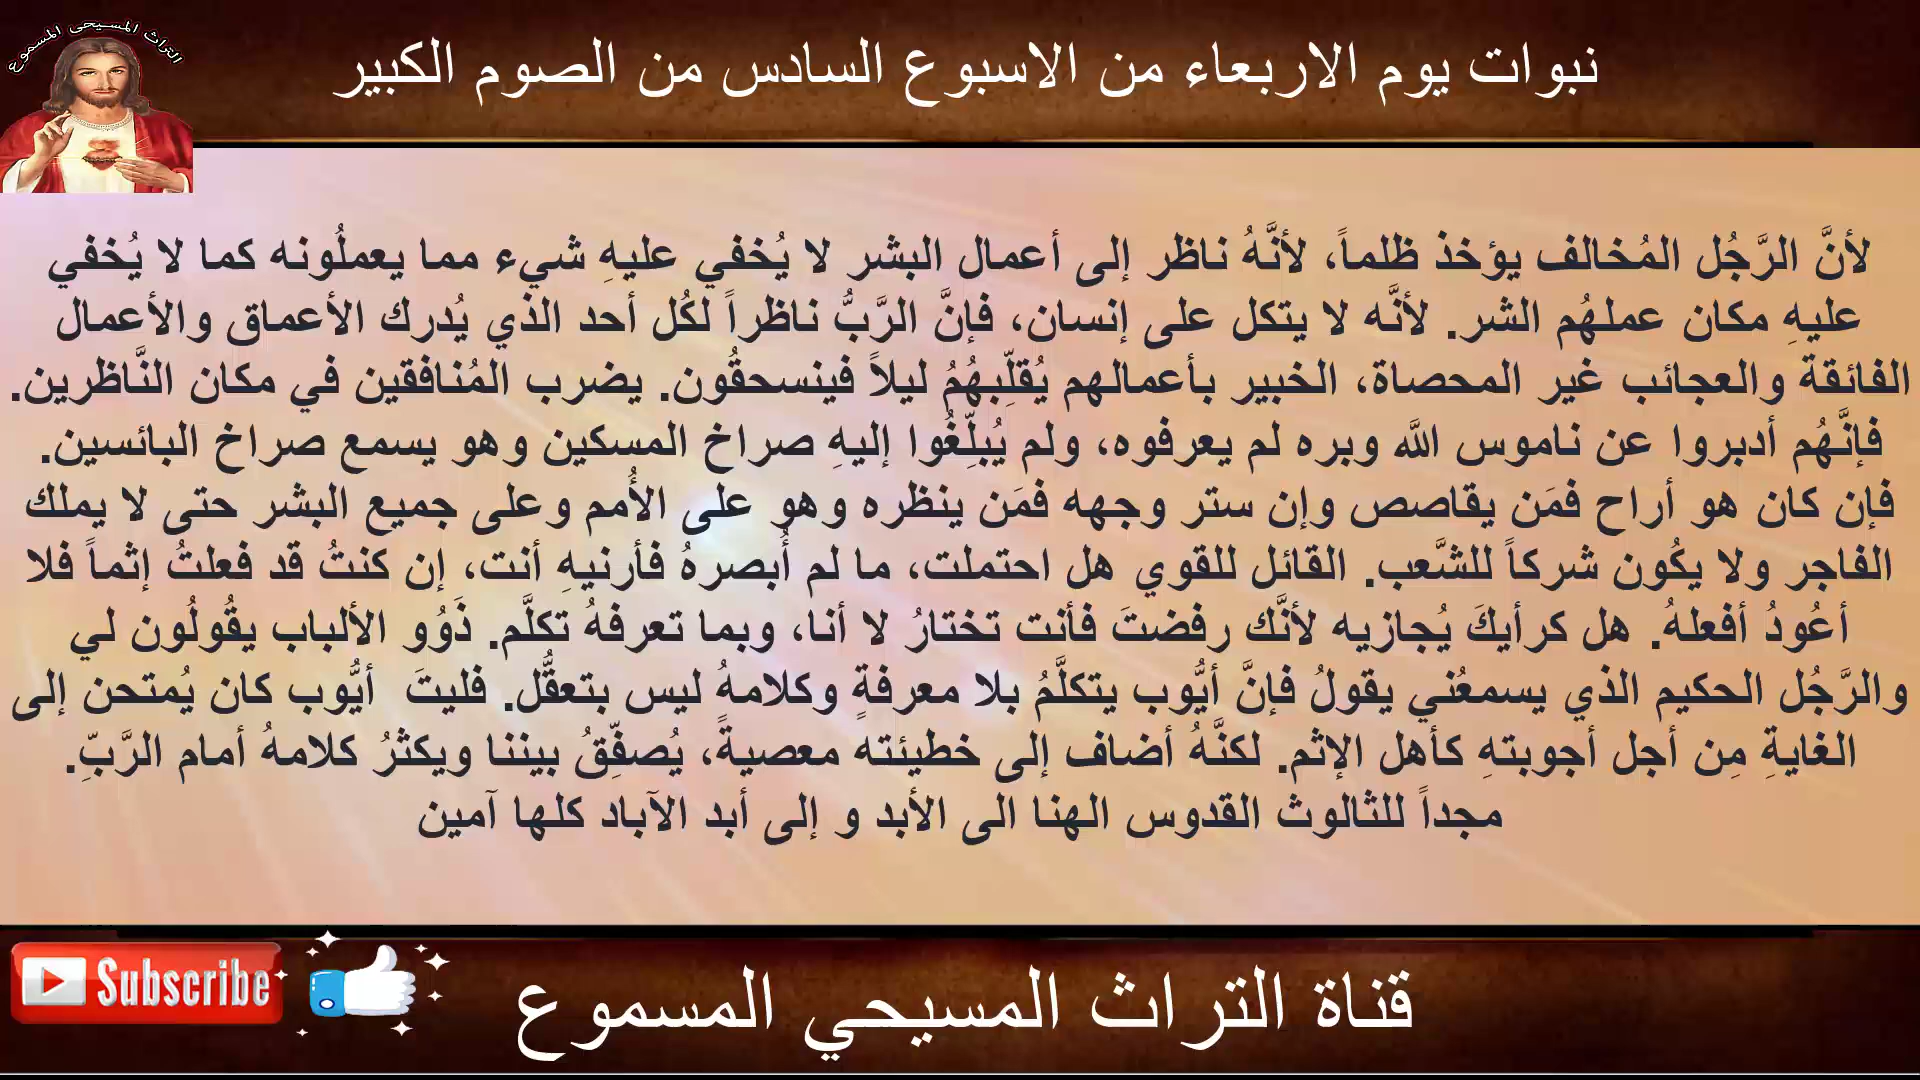 التراث المسيحى المسموع
نبوات يوم الاربعاء من الاسبوع السادس من الصوم الكبير
لأنَّ الرَّجُل المُخالف يؤخذ ظلماً، لأنَّهُ ناظر إلى أعمال البشر لا يُخفي عليهِ شيء مما يعملُونه كما لا يُخفي
عليهِ مكان عملهُم الشر. لأنَّه لا يتكل على إنسان، فإنَّ الرَّبُّ ناظراً لكُل أحد الذي يُدرك الأعماق والأعمال
الفائقة والعجائب غير المحصاة، الخبير بأعمالهم يُقلِّبهُمُ ليلاً فينسحقُون. يضرب المُنافقين في مكان النَّاظرين.
فإنَّهُم أدبروا عن ناموس الله وبره لم يعرفوه، ولم يُبلِّغُوا إليهِ صراخ المسكين وهو يسمع صراخ البائسين.
فإن كان هو أراح فمَن يقاصص وإن ستر وجهه فمَن ينظره وهو على الأُمم وعلى جميع البشر حتى لا يملك
الفاجر ولا يكُون شركاً للشَّعب. القائل للقوي هل احتملت، ما لم أُبصرهُ فأرنيهِ أنت، إن كنتُ قد فعلتُ إثماً فلا
أعُودُ أفعلهُ. هل كرأيكَ يُجازيه لأنَّك رفضتَ فأنت تختارُ لا أنا، وبما تعرفهُ تكلَّم. ذَوُو الألباب يقُولُون لي
والرَّجُل الحكيم الذي يسمعُني يقولُ فإنَّ أيُّوب يتكلَّمُ بلا معرفةٍ وكلامهُ ليس بتعقُّل. فليتَ أيُّوب كان يُمتحن إلى
الغايةِ مِن أجل أجوبتهِ كأهل الإثم. لكنَّهُ أضاف إلى خطيئته معصيةً، يُصفِّقُ بيننا ويكثرُ كلامهُ أمام الرَّبِّ.
مجداً للثالوث القدوس الهنا الى الأبد و إلى أبد الآباد كلها آمين
Subscribe
قناة التراث المسيحي المسموع